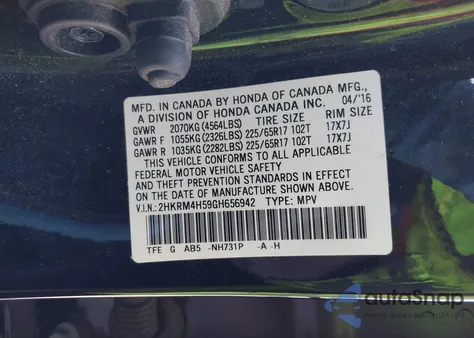 MFD. IN CANADA BY HONDA OF CANADA MFG.,
A DIVISION OF HONDA CANADA INC. 04/'16
GVWR 2070KG (4564LBS) TIRE SIZE RIM SIZE
GAWR F 1055KG (2326LBS) 225/65R17 102T 17X7J
GAWR R 1035KG (2282LBS) 225/65R17 102T 17X7J
THIS VEHICLE CONFORMS TO ALL APPLICABLE
FEDERAL MOTOR VEHICLE SAFETY
AND THEFT PREVENTION STANDARDS IN EFFECT ON
THE DATE OF MANUFACTURE SHOWN ABOVE.
V.I.N.: 2HKRM4H59GH656942 TYPE: MPV
TFE G AB5 -NH731P -A -H
autoSnap